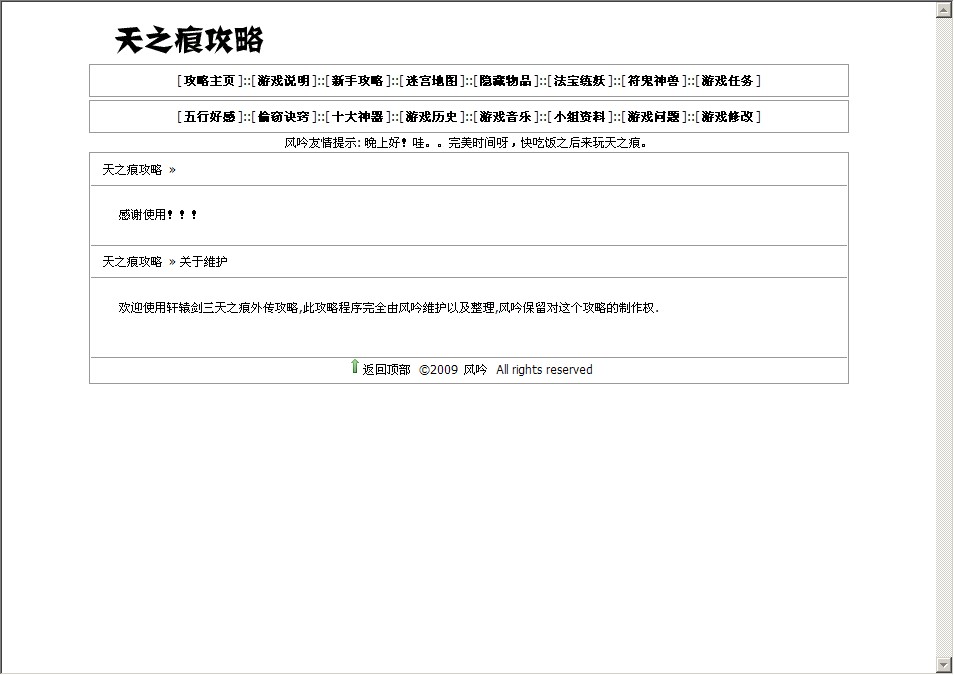 天之痕攻略
[攻略主页]::[游戏说明]::[新手攻略]::[迷宫地图]::[隐藏物品]::[法宝练妖]::[符鬼神兽]::[游戏任务]
[五行好感]::[偷窃诀窍]::[十大神器]::[游戏历史]::[游戏音乐]::[小组资料]::[游戏问题]::[游戏修改]
风吟友情提示: 晚上好！哇。。完美时间呀，快吃饭之后来玩天之痕。
天之痕攻略 »
感谢使用！！！
天之痕攻略 » 关于维护
欢迎使用轩辕剑三天之痕外传攻略,此攻略程序完全由风吟维护以及整理,风吟保留对这个攻略的制作权.
返回顶部 ©2009 风吟 All rights reserved